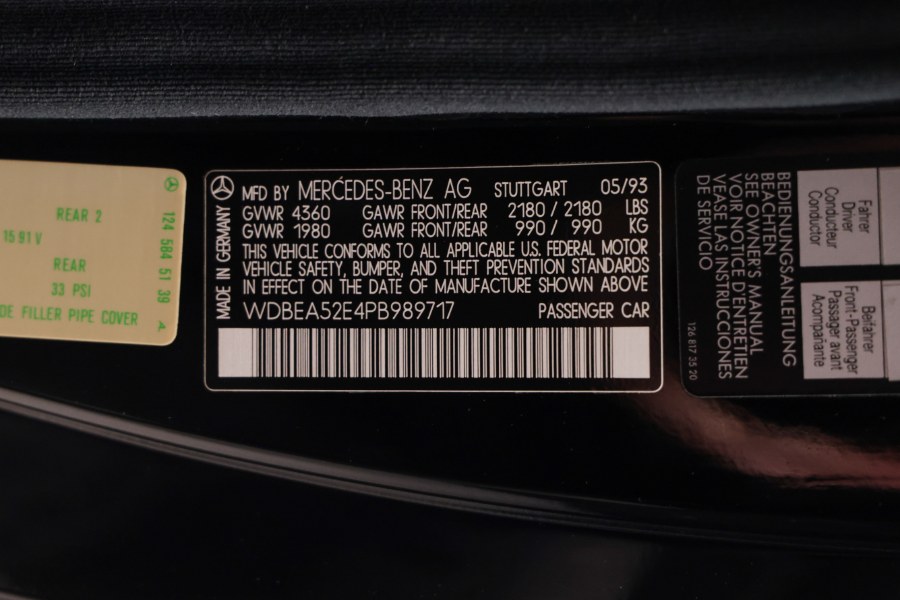 REAR 2
15.91 V
REAR
33 PSI
DE FILLER PIPE COVER
124 584 51 39 A
MADE IN GERMANY
MFD BY MERCEDES-BENZ AG STUTTGART 05/93
GVWR 4360 GAWR FRONT/REAR 2180 / 2180 LBS
GVWR 1980 GAWR FRONT/REAR 990 / 990 KG
THIS VEHICLE CONFORMS TO ALL APPLICABLE U.S. FEDERAL MOTOR
VEHICLE SAFETY, BUMPER, AND THEFT PREVENTION STANDARDS
IN EFFECT ON THE DATE OF MANUFACTURE SHOWN ABOVE
WDBEA52E4PB989717 PASSENGER CAR
BEDIENUNGSANLEITUNG
BEACHTEN
SEE OWNER'S MANUAL
VOIR NOTICE D'ENTRETIEN
VEASE LAS INSTRUCCIONES
DE SERVICIO
126 817 35 20
Fahrer
Driver
Conducteur
Conductor
Beifahrer
Front-Passenger
Passager avant
Acompañante